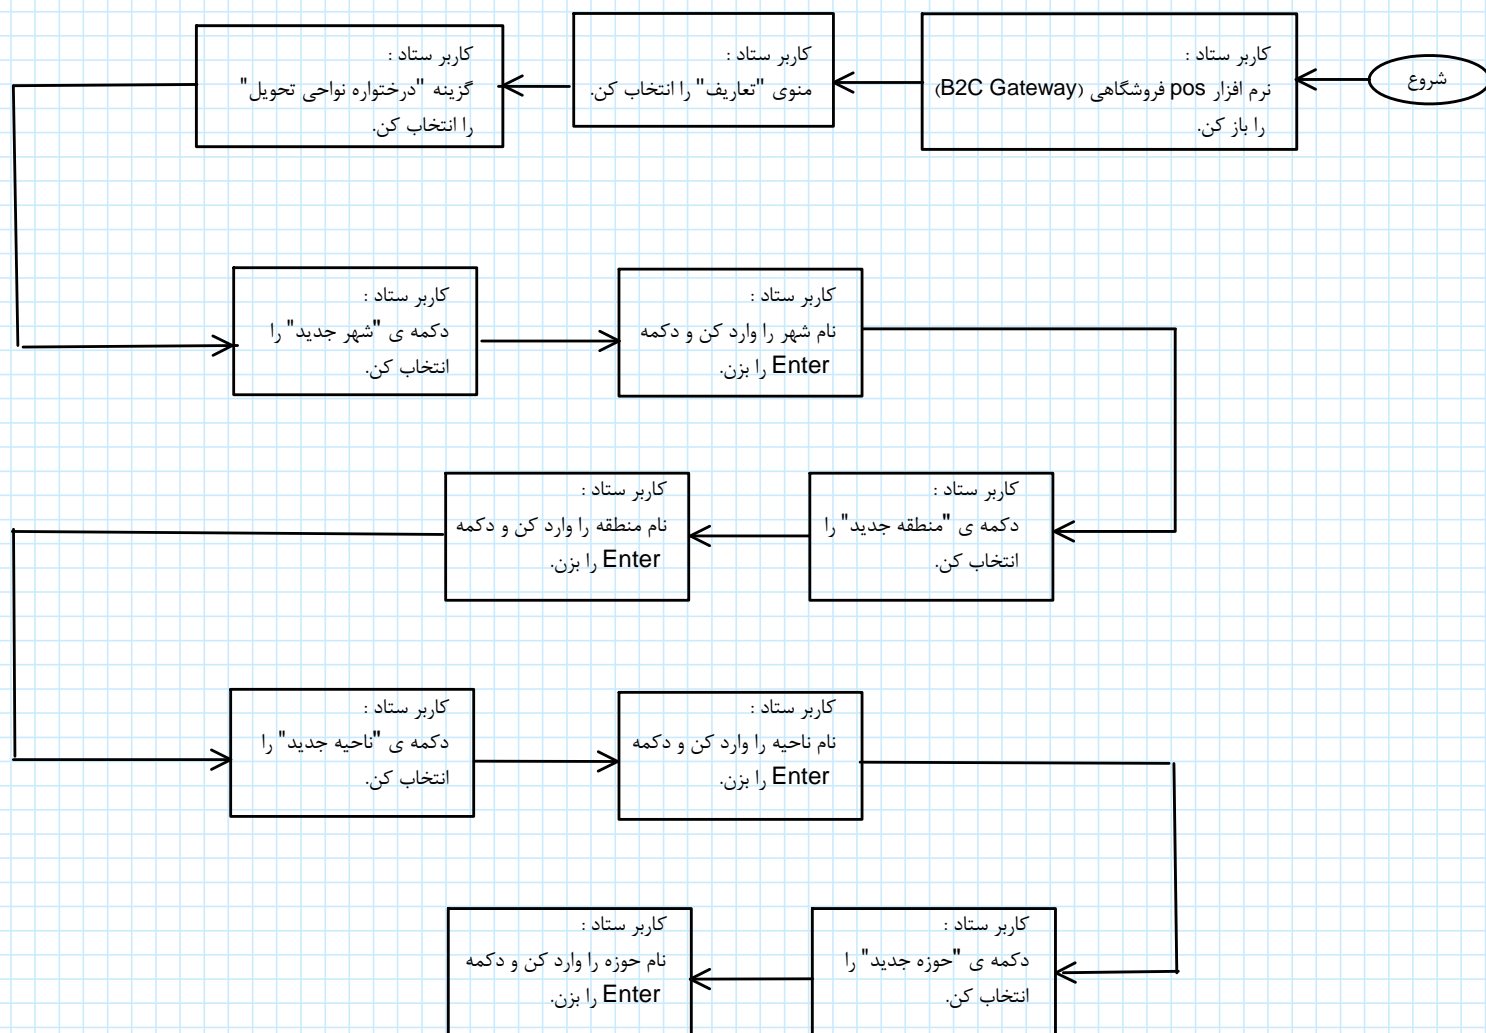 شروع
کاربر ستاد :
نرم افزار pos فروشگاهی (B2C Gateway)
را باز کن.
کاربر ستاد :
منوی "تعاریف" را انتخاب کن.
کاربر ستاد :
گزینه "درختواره نواحی تحویل"
را انتخاب کن.
کاربر ستاد :
دکمه ی "شهر جدید" را
انتخاب کن.
کاربر ستاد :
نام شهر را وارد کن و دکمه
Enter را بزن.
کاربر ستاد :
دکمه ی "منطقه جدید" را
انتخاب کن.
کاربر ستاد :
نام منطقه را وارد کن و دکمه
Enter را بزن.
کاربر ستاد :
دکمه ی "ناحیه جدید" را
انتخاب کن.
کاربر ستاد :
نام ناحیه را وارد کن و دکمه
Enter را بزن.
کاربر ستاد :
دکمه ی "حوزه جدید" را
انتخاب کن.
کاربر ستاد :
نام حوزه را وارد کن و دکمه
Enter را بزن.